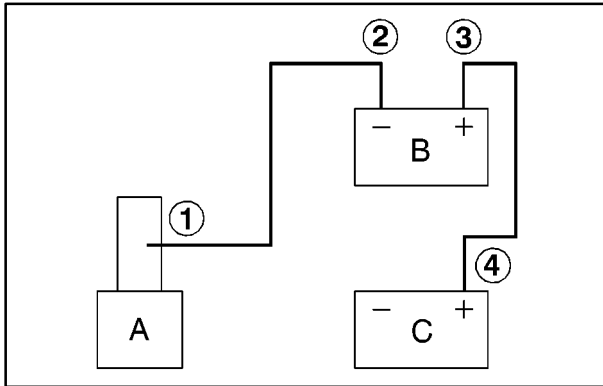 ② ③
− +
B
①
④
A
− +
C